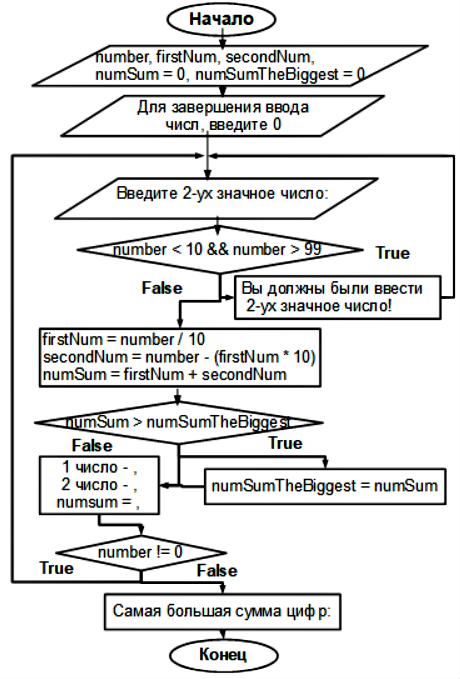 Начало
number, firstNum, secondNum,
numSum = 0, numSumTheBiggest = 0
Для завершения ввода
числ, введите 0
Введите 2-ух значное число:
number < 10 && number > 99
True
False
Вы должны были ввести
2-ух значное число!
firstNum = number / 10
secondNum = number - (firstNum * 10)
numSum = firstNum + secondNum
numSum > numSumTheBiggest
False
True
1 число - ,
2 число - ,
numsum = ,
numSumTheBiggest = numSum
number != 0
True
False
Самая большая сумма цифр:
Конец